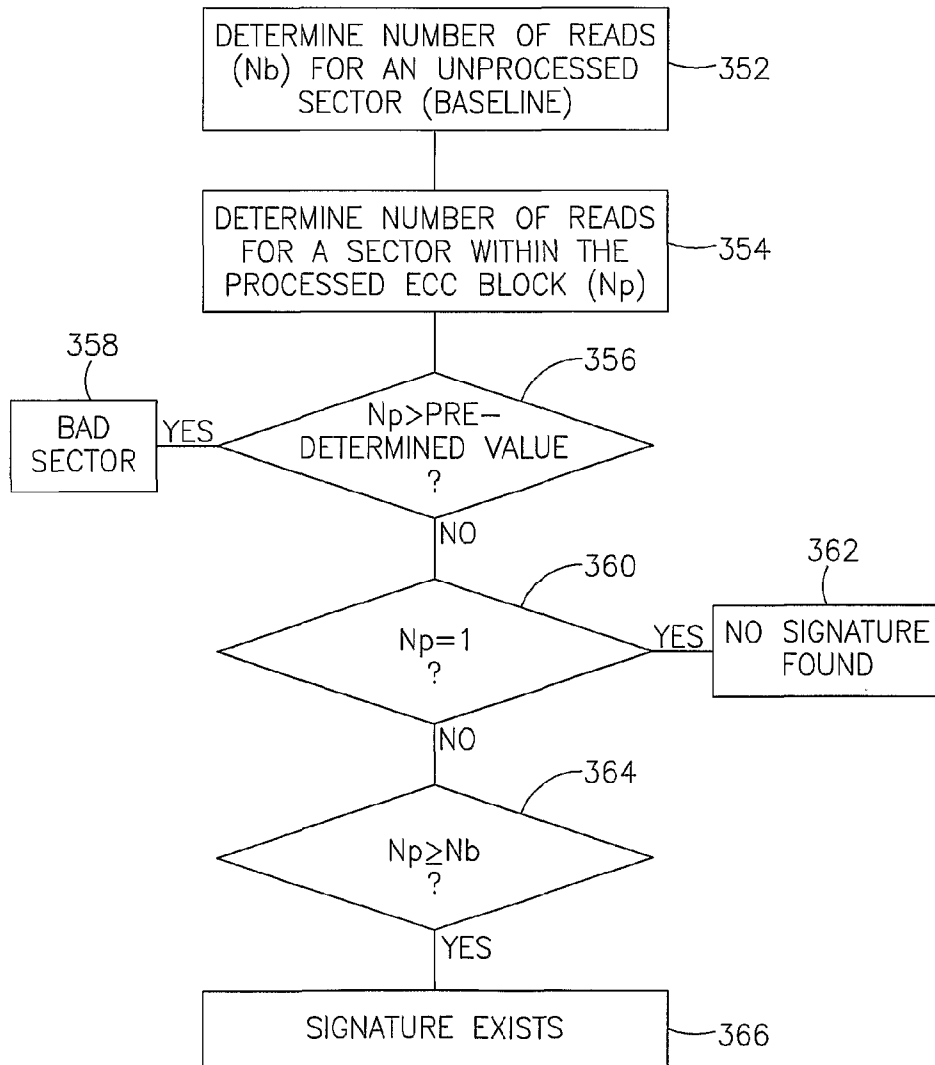 DETERMINE NUMBER OF READS
(Nb) FOR AN UNPROCESSED
SECTOR (BASELINE)
352
DETERMINE NUMBER OF READS
FOR A SECTOR WITHIN THE
PROCESSED ECC BLOCK (Np)
354
358
356
BAD
SECTOR
YES
Np>PRE-
DETERMINED VALUE
?
NO
360
362
Np=1
?
YES
NO SIGNATURE
FOUND
NO
364
Np≥Nb
?
YES
SIGNATURE EXISTS
366